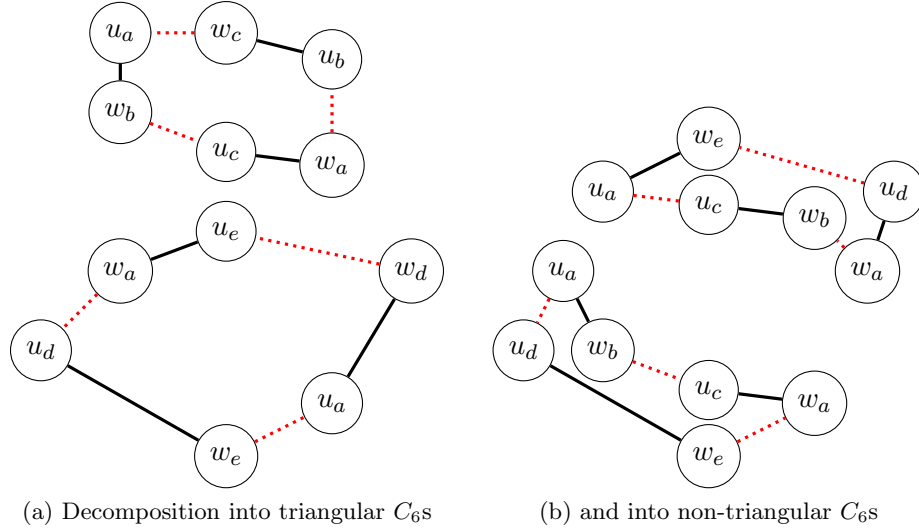 u_a w_c u_b
w_b u_c w_a
u_e
w_a w_d
u_d
u_a
w_e
(a) Decomposition into triangular C_6s
w_e
u_a u_c w_b u_d
w_a
u_a
u_d w_b
u_c w_a
w_e
(b) and into non-triangular C_6s